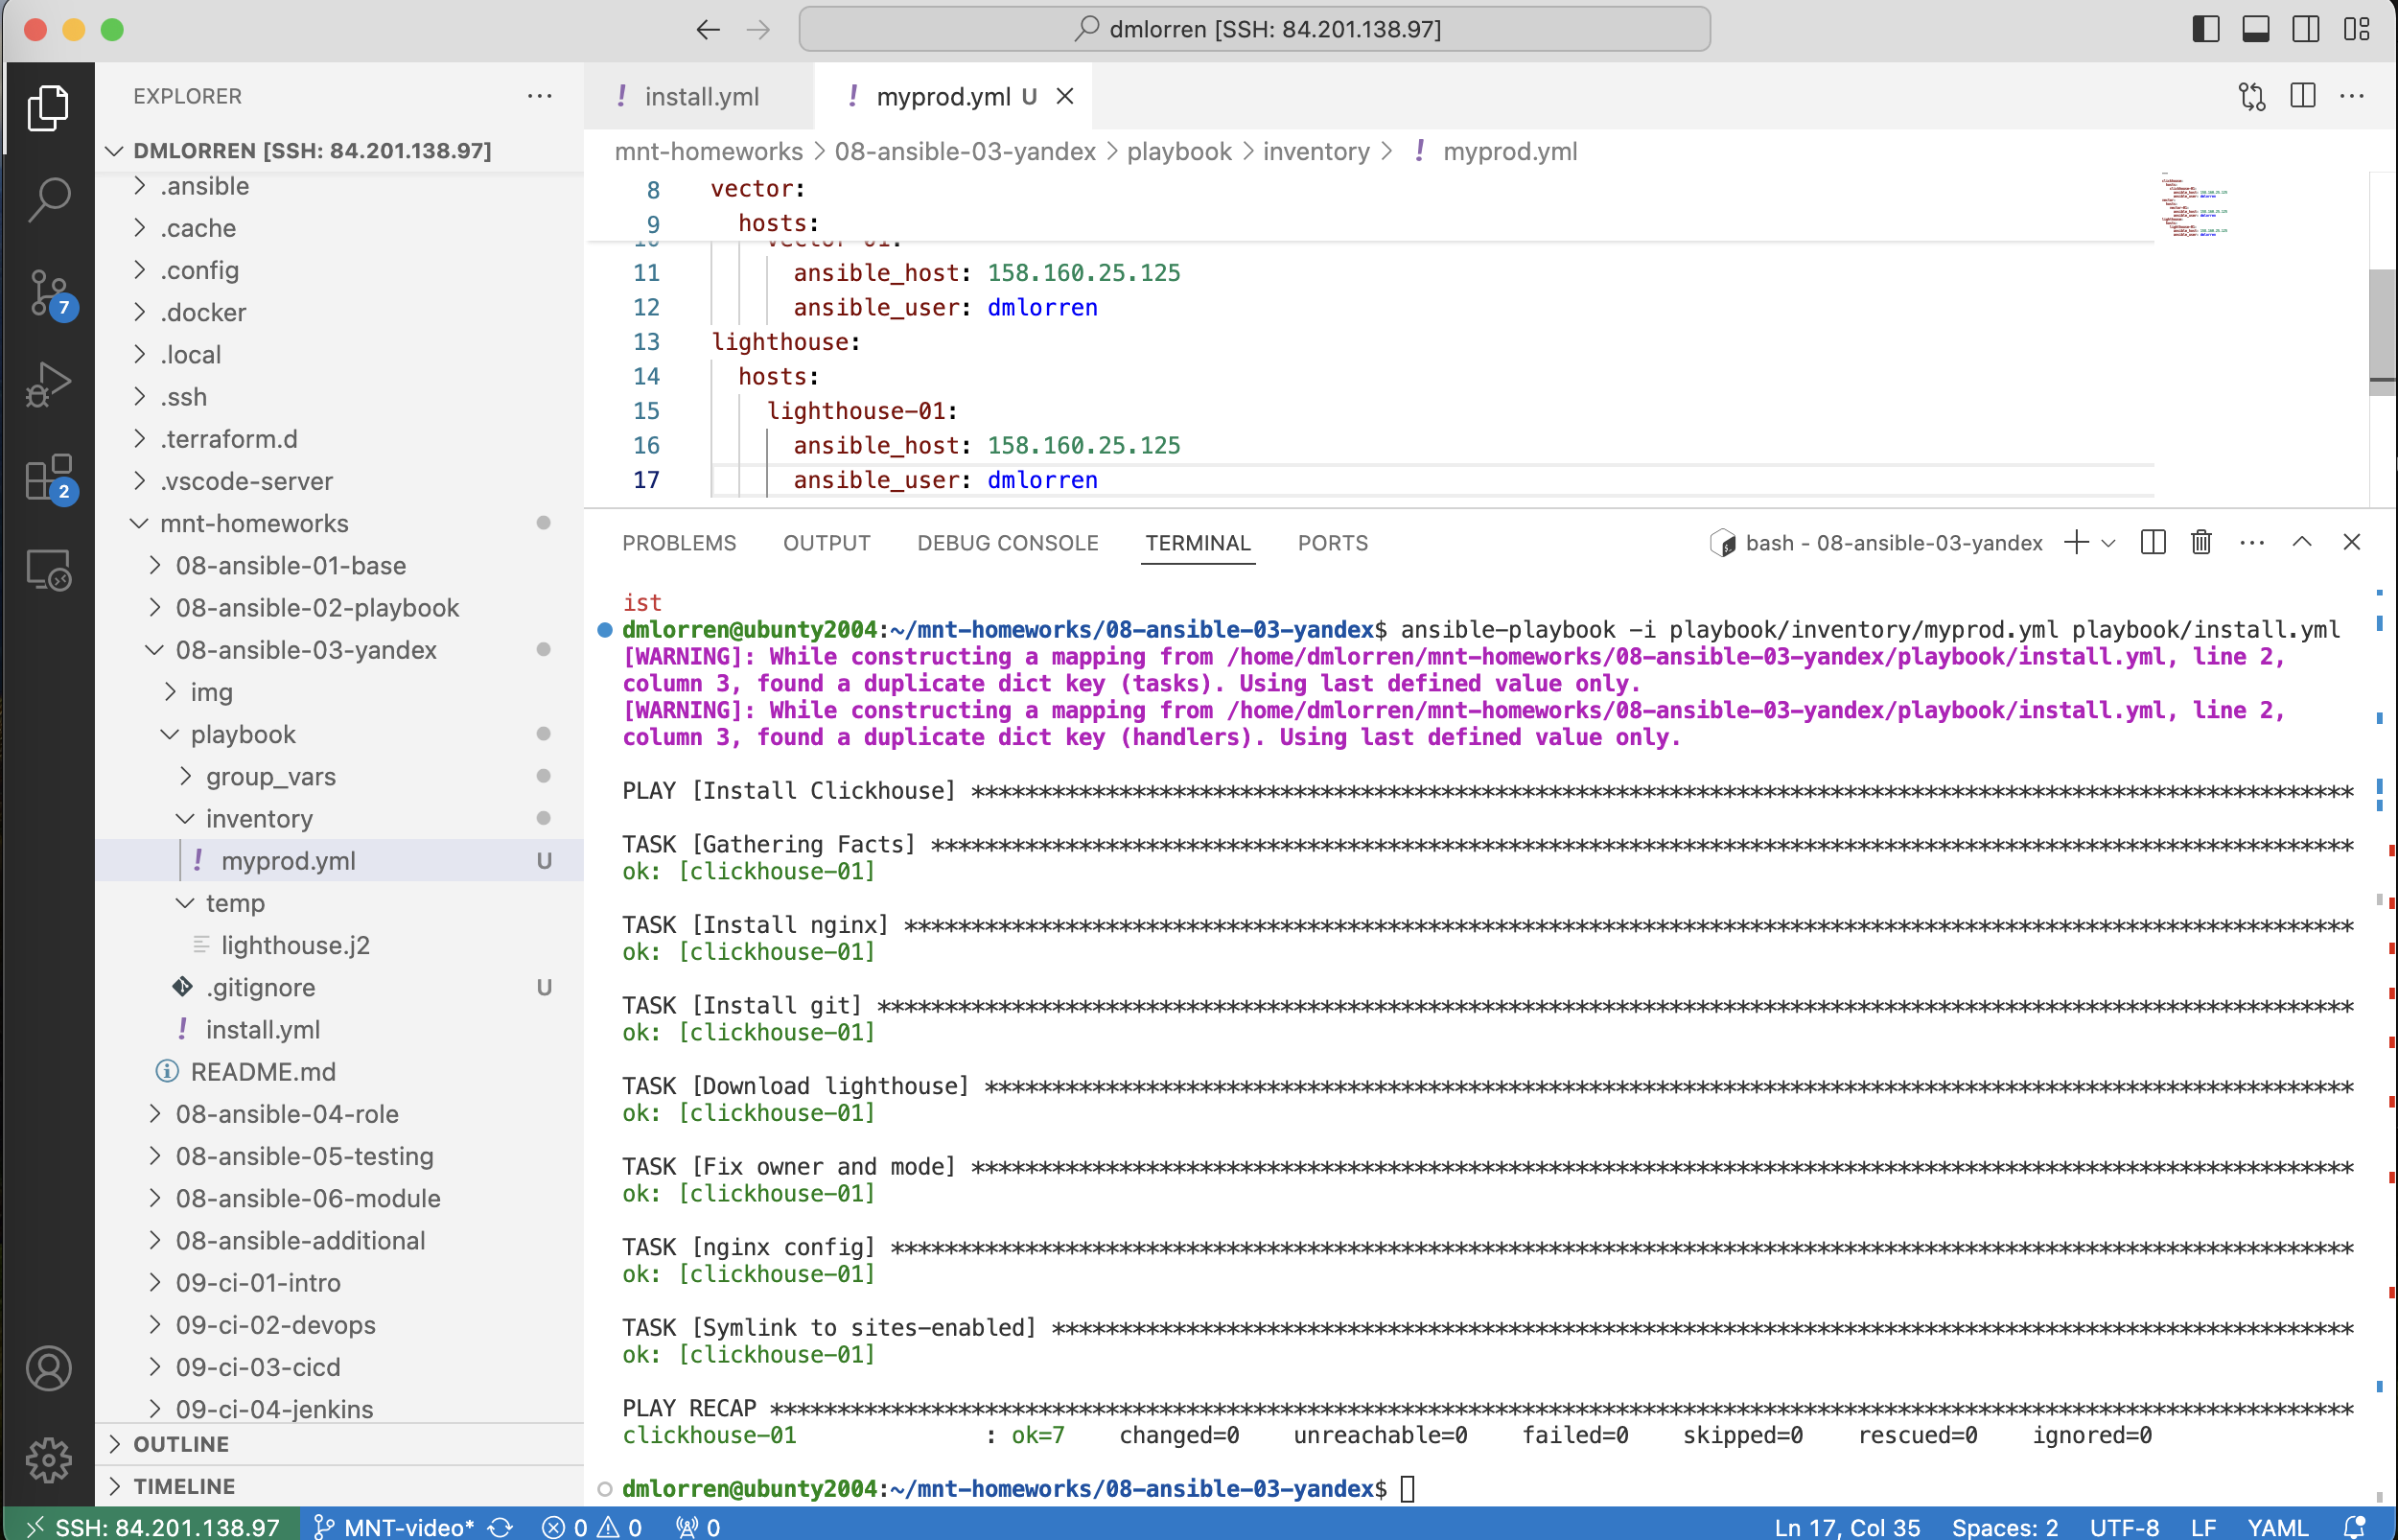 dmlorren [SSH: 84.201.138.97]
EXPLORER
DMLORREN [SSH: 84.201.138.97]
.ansible
.cache
.config
.docker
.local
.ssh
.terraform.d
.vscode-server
mnt-homeworks
08-ansible-01-base
08-ansible-02-playbook
08-ansible-03-yandex
img
playbook
group_vars
inventory
myprod.yml U
temp
lighthouse.j2
.gitignore U
install.yml
README.md
08-ansible-04-role
08-ansible-05-testing
08-ansible-06-module
08-ansible-additional
09-ci-01-intro
09-ci-02-devops
09-ci-03-cicd
09-ci-04-jenkins
OUTLINE
TIMELINE
7
2
! install.yml
! myprod.yml U
mnt-homeworks > 08-ansible-03-yandex > playbook > inventory > ! myprod.yml
8 vector:
9 hosts:
10 vector-01:
11 ansible_host: 158.160.25.125
12 ansible_user: dmlorren
13 lighthouse:
14 hosts:
15 lighthouse-01:
16 ansible_host: 158.160.25.125
17 ansible_user: dmlorren
PROBLEMS OUTPUT DEBUG CONSOLE TERMINAL PORTS
bash - 08-ansible-03-yandex
ist
dmlorren@ubunty2004:~/mnt-homeworks/08-ansible-03-yandex$ ansible-playbook -i playbook/inventory/myprod.yml playbook/install.yml
[WARNING]: While constructing a mapping from /home/dmlorren/mnt-homeworks/08-ansible-03-yandex/playbook/install.yml, line 2,
column 3, found a duplicate dict key (tasks). Using last defined value only.
[WARNING]: While constructing a mapping from /home/dmlorren/mnt-homeworks/08-ansible-03-yandex/playbook/install.yml, line 2,
column 3, found a duplicate dict key (handlers). Using last defined value only.
PLAY [Install Clickhouse] *******************************************************************************************************
TASK [Gathering Facts] **********************************************************************************************************
ok: [clickhouse-01]
TASK [Install nginx] ************************************************************************************************************
ok: [clickhouse-01]
TASK [Install git] **************************************************************************************************************
ok: [clickhouse-01]
TASK [Download lighthouse] ******************************************************************************************************
ok: [clickhouse-01]
TASK [Fix owner and mode] *******************************************************************************************************
ok: [clickhouse-01]
TASK [nginx config] *************************************************************************************************************
ok: [clickhouse-01]
TASK [Symlink to sites-enabled] *************************************************************************************************
ok: [clickhouse-01]
PLAY RECAP **********************************************************************************************************************
clickhouse-01 : ok=7 changed=0 unreachable=0 failed=0 skipped=0 rescued=0 ignored=0
dmlorren@ubunty2004:~/mnt-homeworks/08-ansible-03-yandex$
SSH: 84.201.138.97 MNT-video* 0 0 0 Ln 17, Col 35 Spaces: 2 UTF-8 LF YAML